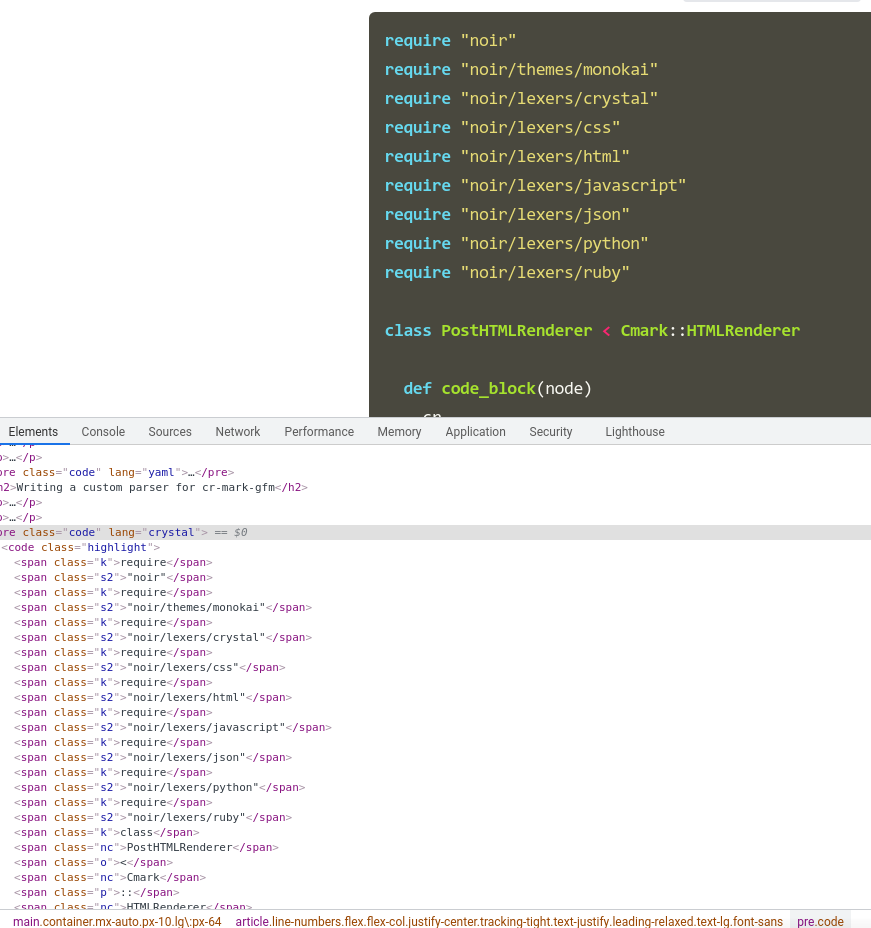 require "noir"
require "noir/themes/monokai"
require "noir/lexers/crystal"
require "noir/lexers/css"
require "noir/lexers/html"
require "noir/lexers/javascript"
require "noir/lexers/json"
require "noir/lexers/python"
require "noir/lexers/ruby"
class PostHTMLRenderer < Cmark::HTMLRenderer
def code_block(node)
Elements Console Sources Network Performance Memory Application Security Lighthouse
>…</p>
ore class="code" lang="yaml">…</pre>
h2>Writing a custom parser for cr-mark-gfm</h2>
>…</p>
>…</p>
ore class="code" lang="crystal"> == $0
<code class="highlight">
<span class="k">require</span>
<span class="s2">"noir"</span>
<span class="k">require</span>
<span class="s2">"noir/themes/monokai"</span>
<span class="k">require</span>
<span class="s2">"noir/lexers/crystal"</span>
<span class="k">require</span>
<span class="s2">"noir/lexers/css"</span>
<span class="k">require</span>
<span class="s2">"noir/lexers/html"</span>
<span class="k">require</span>
<span class="s2">"noir/lexers/javascript"</span>
<span class="k">require</span>
<span class="s2">"noir/lexers/json"</span>
<span class="k">require</span>
<span class="s2">"noir/lexers/python"</span>
<span class="k">require</span>
<span class="s2">"noir/lexers/ruby"</span>
<span class="k">class</span>
<span class="nc">PostHTMLRenderer</span>
<span class="o"><</span>
<span class="nc">Cmark</span>
<span class="p">::</span>
<span class="nc">HTMLRenderer</span>
main.container.mx-auto.px-10.lg\:px-64 article.line-numbers.flex.flex-col.justify-center.tracking-tight.text-justify.leading-relaxed.text-lg.font-sans pre.code